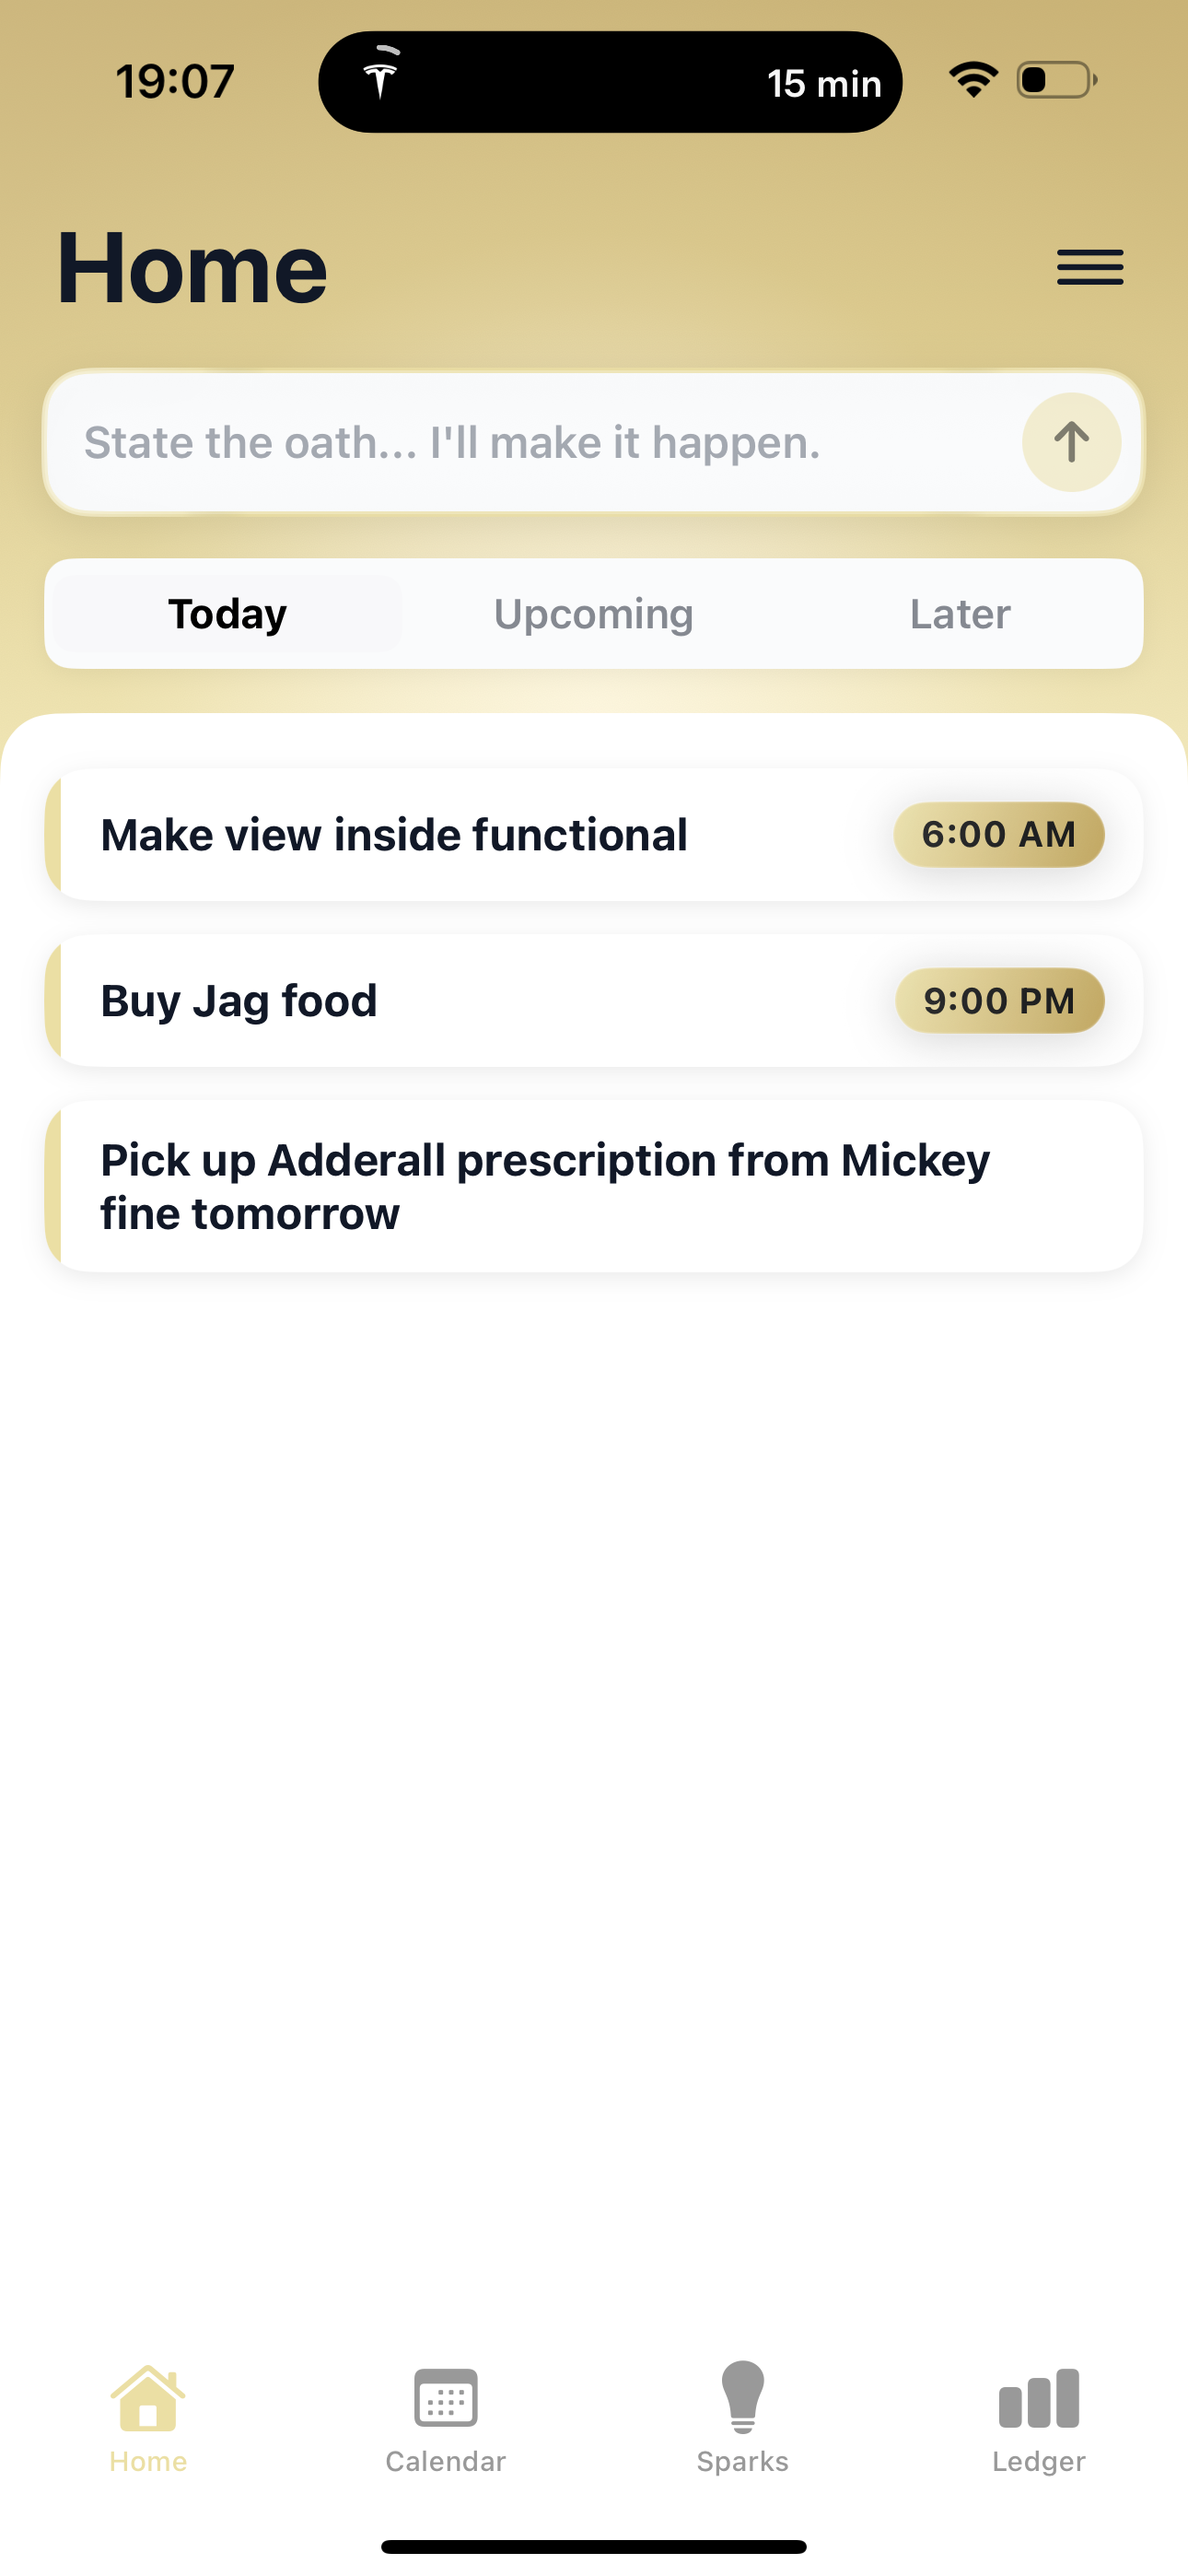 19:07
15 min
Home
State the oath... I'll make it happen.
Today
Upcoming
Later
Make view inside functional
6:00 AM
Buy Jag food
9:00 PM
Pick up Adderall prescription from Mickey
fine tomorrow
Home
Calendar
Sparks
Ledger